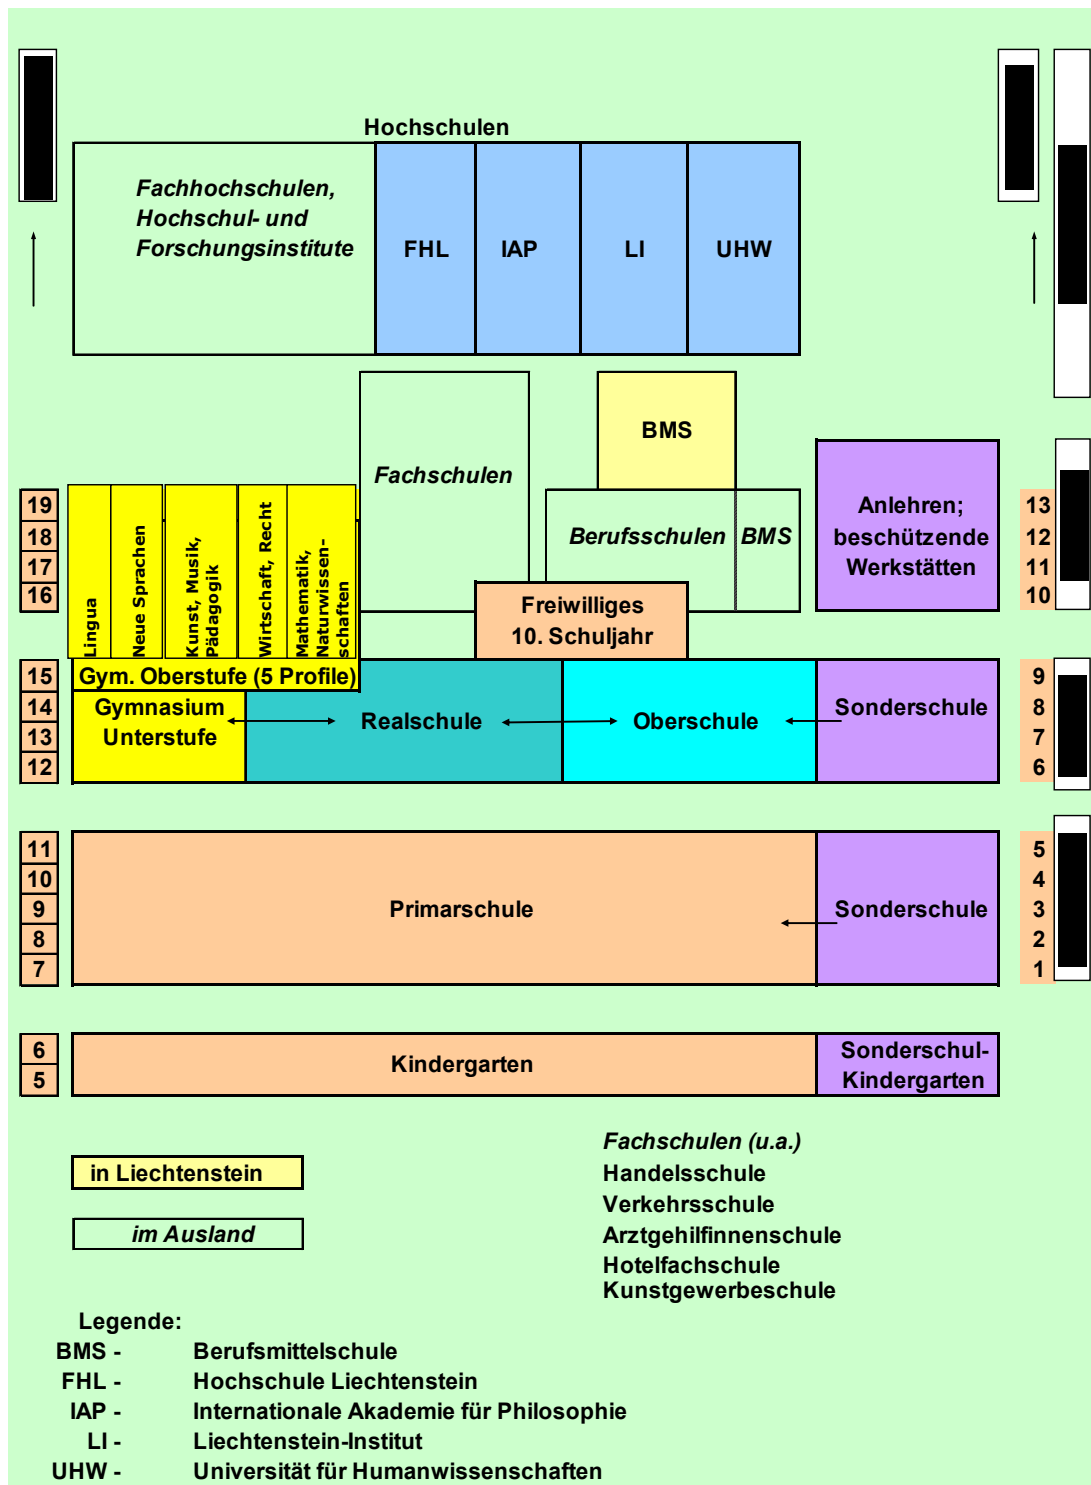 Hochschulen
Fachhochschulen,
Hochschul- und
Forschungsinstitute
FHL
IAP
LI
UHW
BMS
Fachschulen
Berufsschulen
BMS
Anlehren;
beschützende
Werkstätten
19
18
17
16
13
12
11
10
Lingua
Neue Sprachen
Kunst, Musik,
Pädagogik
Wirtschaft, Recht
Mathematik,
Naturwissen-
schaften
Freiwilliges
10. Schuljahr
15
14
13
12
Gym. Oberstufe (5 Profile)
Gymnasium
Unterstufe
Realschule
Oberschule
Sonderschule
9
8
7
6
11
10
9
8
7
Primarschule
Sonderschule
5
4
3
2
1
6
5
Kindergarten
Sonderschul-
Kindergarten
in Liechtenstein
im Ausland
Fachschulen (u.a.)
Handelsschule
Verkehrsschule
Arztgehilfinnenschule
Hotelfachschule
Kunstgewerbeschule
Legende:
BMS - Berufsmittelschule
FHL - Hochschule Liechtenstein
IAP - Internationale Akademie für Philosophie
LI - Liechtenstein-Institut
UHW - Universität für Humanwissenschaften